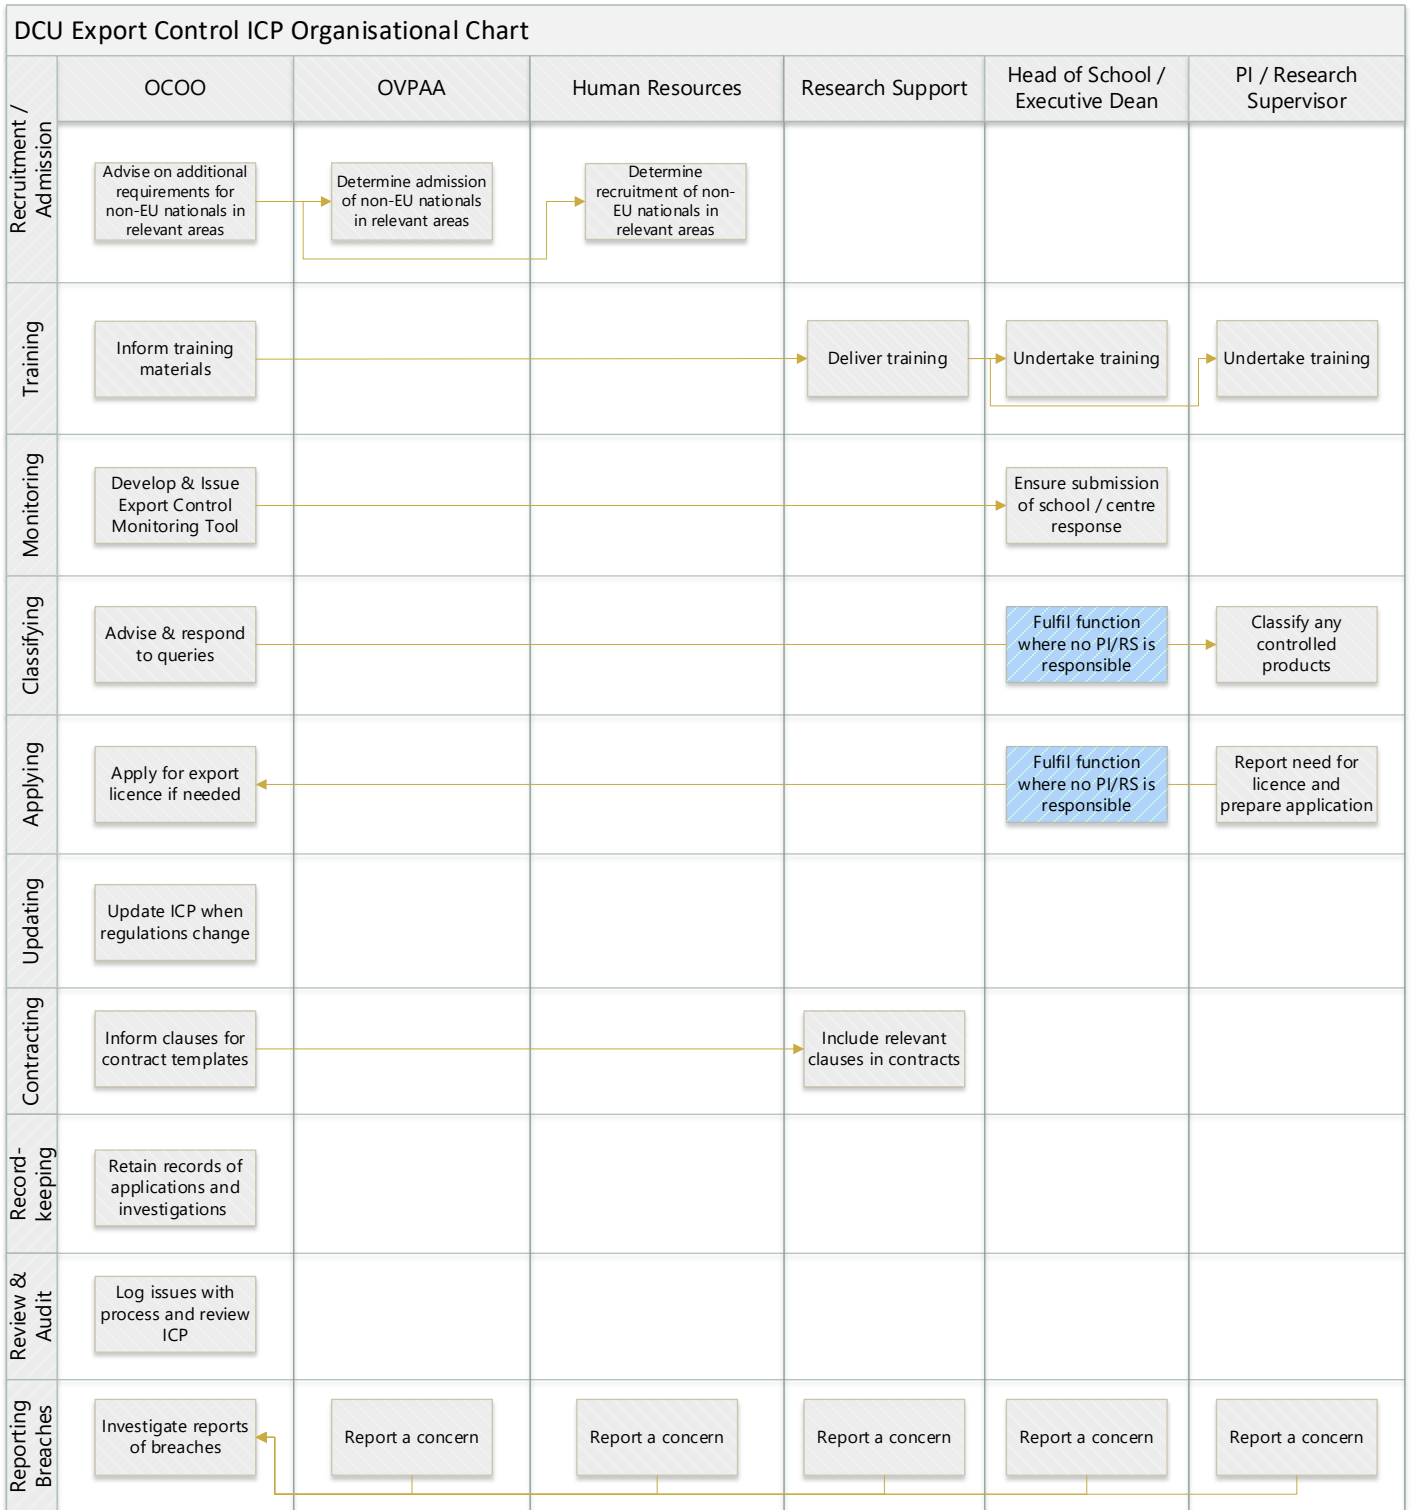 DCU Export Control ICP Organisational Chart
OCOO
OVPAA
Human Resources
Research Support
Head of School /
Executive Dean
PI / Research
Supervisor
Recruitment /
Admission
Advise on additional
requirements for
non-EU nationals in
relevant areas
Determine admission
of non-EU nationals
in relevant areas
Determine
recruitment of non-
EU nationals in
relevant areas
Training
Inform training
materials
Deliver training
Undertake training
Undertake training
Monitoring
Develop & Issue
Export Control
Monitoring Tool
Ensure submission
of school / centre
response
Classifying
Advise & respond
to queries
Fulfil function
where no PI/RS is
responsible
Classify any
controlled
products
Applying
Apply for export
licence if needed
Fulfil function
where no PI/RS is
responsible
Report need for
licence and
prepare application
Updating
Update ICP when
regulations change
Contracting
Inform clauses for
contract templates
Include relevant
clauses in contracts
Record-
keeping
Retain records of
applications and
investigations
Review &
Audit
Log issues with
process and review
ICP
Reporting
Breaches
Investigate reports
of breaches
Report a concern
Report a concern
Report a concern
Report a concern
Report a concern